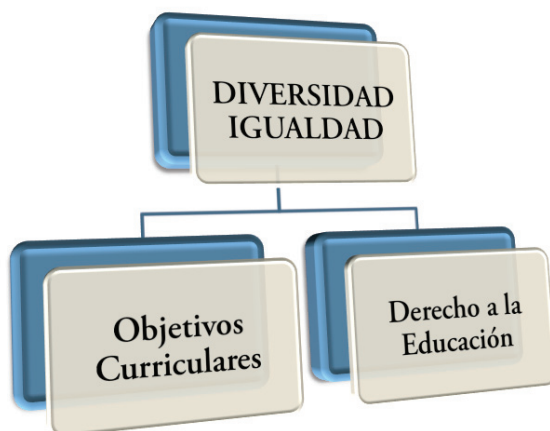 DIVERSIDAD
IGUALDAD
Objetivos
Curriculares
Derecho a la
Educación